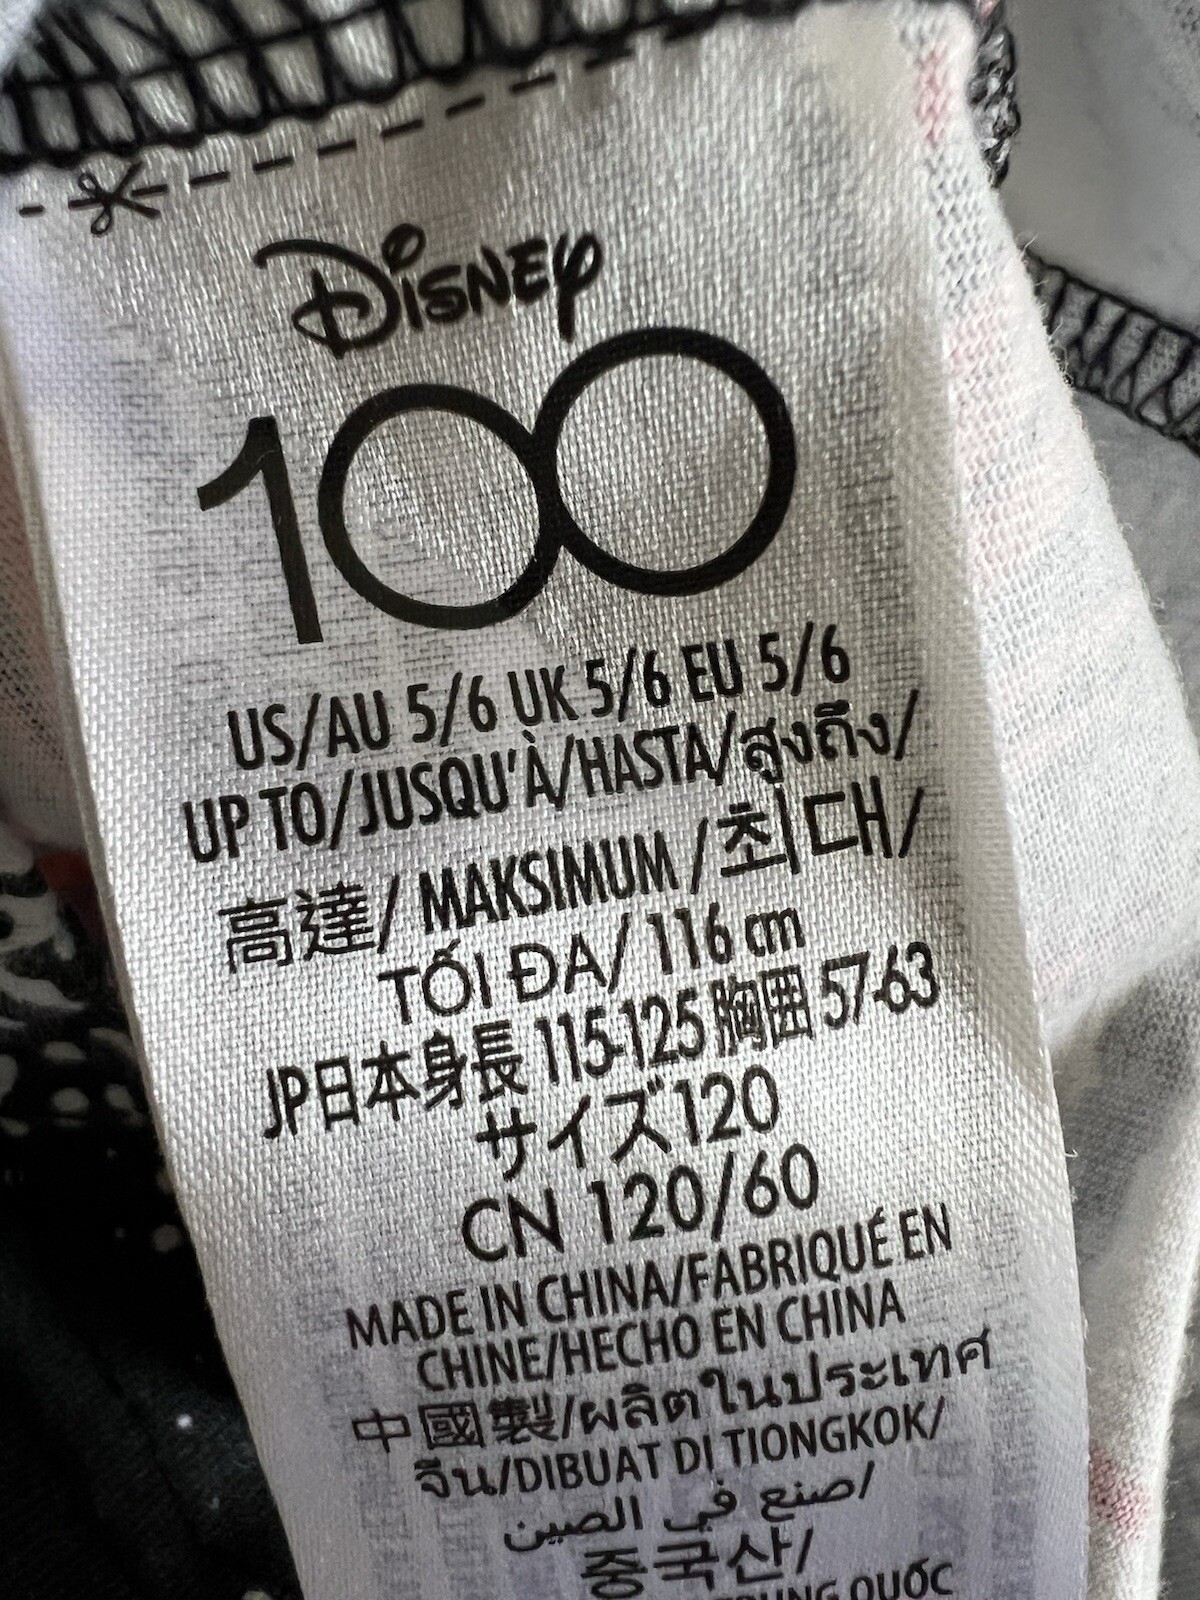 Disney
100
US/AU 5/6 UK 5/6 EU 5/6
UP TO/JUSQU'À/HASTA/สูงถึง/
高達/ MAKSIMUM /최대/
TỐI ĐA/ 116 cm
JP日本身長 115-125 胸囲 57-63
サイズ120
CN 120/60
MADE IN CHINA/FABRIQUÉ EN
CHINE/HECHO EN CHINA
中國製/ผลิตในประเทศ
จีน/DIBUAT DI TIONGKOK/
صنع في الصين/
중국산/
TRUNG QUỐC